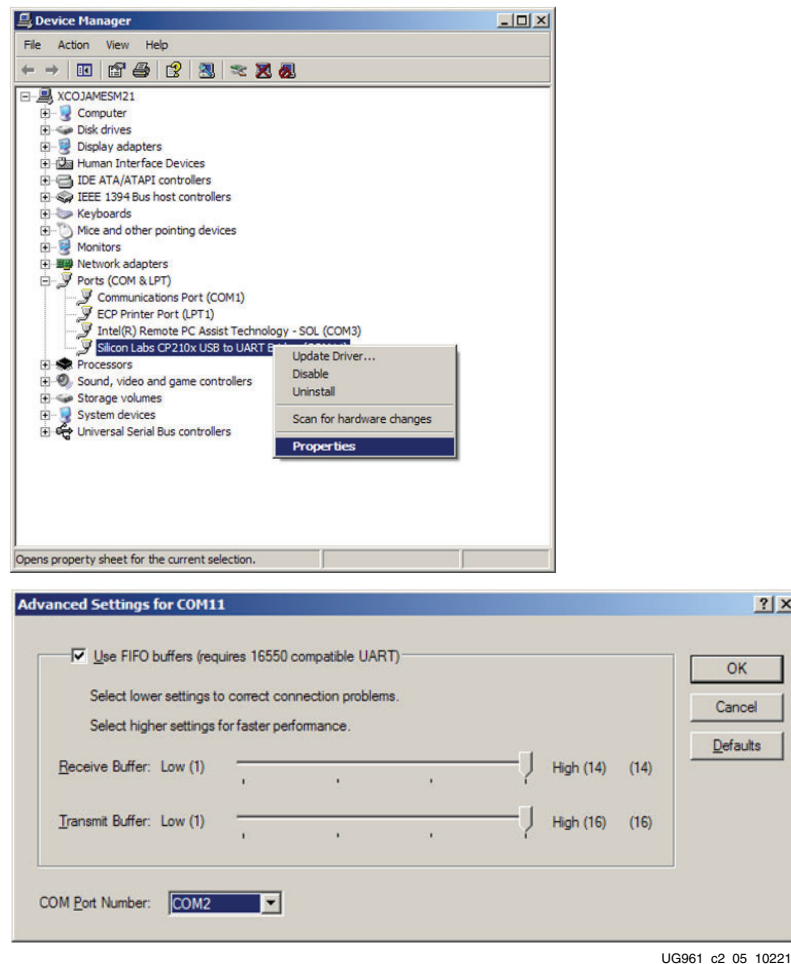 Device Manager
File Action View Help
XCOJAMESM21
Computer
Disk drives
Display adapters
Human Interface Devices
IDE ATA/ATAPI controllers
IEEE 1394 Bus host controllers
Keyboards
Mice and other pointing devices
Monitors
Network adapters
Ports (COM & LPT)
Communications Port (COM1)
ECP Printer Port (LPT1)
Intel(R) Remote PC Assist Technology - SOL (COM3)
Silicon Labs CP210x USB to UART
Processors
Sound, video and game controllers
Storage volumes
System devices
Universal Serial Bus controllers
Update Driver...
Disable
Uninstall
Scan for hardware changes
Properties
Opens property sheet for the current selection.
Advanced Settings for COM11
Use FIFO buffers (requires 16550 compatible UART)
Select lower settings to correct connection problems.
Select higher settings for faster performance.
Receive Buffer: Low (1) High (14) (14)
Transmit Buffer: Low (1) High (16) (16)
COM Port Number: COM2
OK
Cancel
Defaults
UG961_c2_05_10221